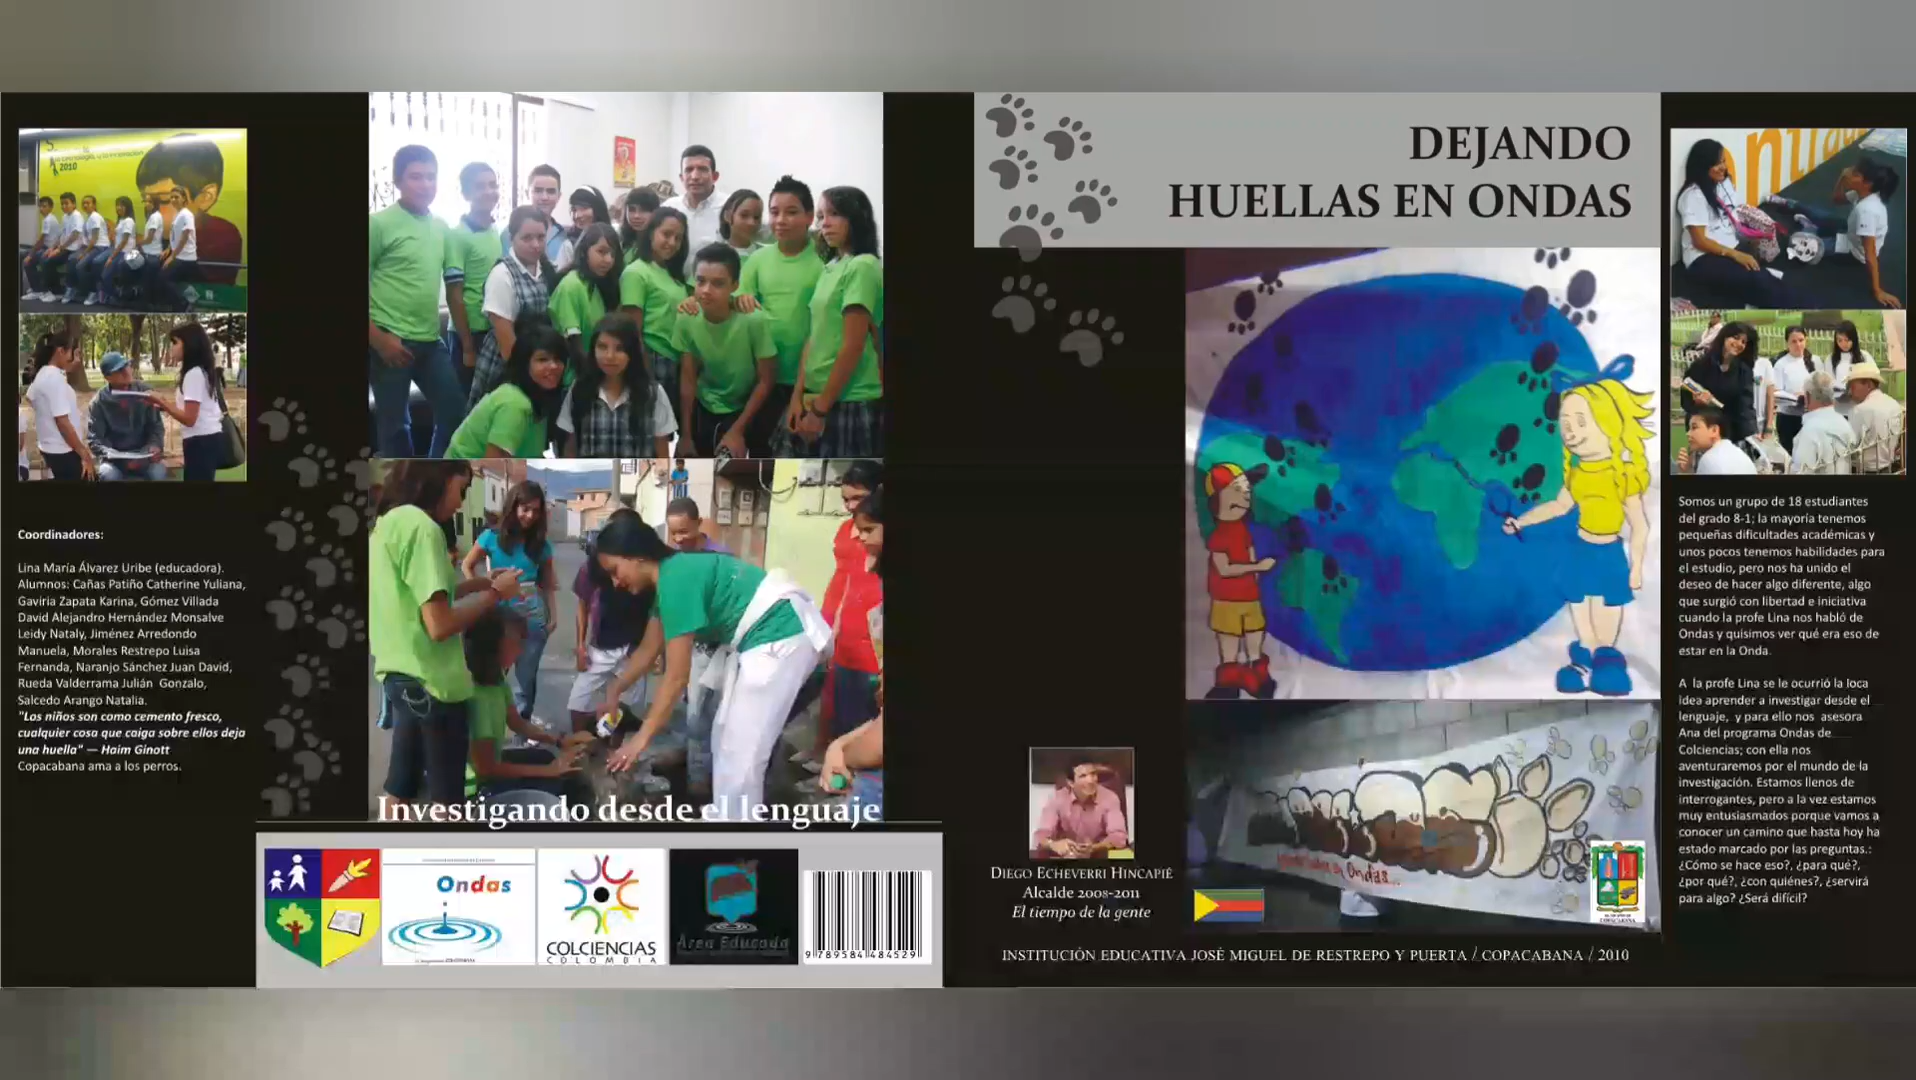 2010
Coordinadores:
Lina María Álvarez Uribe (educadora).
Alumnos: Cañas Patiño Catherine Yuliana,
Gaviria Zapata Karina, Gómez Villada
David Alejandro Hernández Monsalve
Leidy Nataly, Jiménez Arredondo
Manuela, Morales Restrepo Luisa
Fernanda, Naranjo Sánchez Juan David,
Rueda Valderrama Julián Gonzalo,
Salcedo Arango Natalia.
"Los niños son como cemento fresco,
cualquier cosa que caiga sobre ellos deja
una huella" — Haim Ginott
Copacabana ama a los perros.
Investigando desde el lenguaje
Ondas
COLCIENCIAS
COLOMBIA
Area Educada
9 789584 484529
DEJANDO
HUELLAS EN ONDAS
DIEGO ECHEVERRI HINCAPIÉ
Alcalde 2008-2011
El tiempo de la gente
Ondas...
COPACABANA
INSTITUCIÓN EDUCATIVA JOSÉ MIGUEL DE RESTREPO Y PUERTA / COPACABANA / 2010
Somos un grupo de 18 estudiantes
del grado 8-1; la mayoría tenemos
pequeñas dificultades académicas y
unos pocos tenemos habilidades para
el estudio, pero nos ha unido el
deseo de hacer algo diferente, algo
que surgió con libertad e iniciativa
cuando la profe Lina nos habló de
Ondas y quisimos ver qué era eso de
estar en la Onda.
A la profe Lina se le ocurrió la loca
idea aprender a investigar desde el
lenguaje, y para ello nos asesora
Ana del programa Ondas de
Colciencias; con ella nos
aventuraremos por el mundo de la
investigación. Estamos llenos de
interrogantes, pero a la vez estamos
muy entusiasmados porque vamos a
conocer un camino que hasta hoy ha
estado marcado por las preguntas.:
¿Cómo se hace eso?, ¿para qué?,
¿por qué?, ¿con quiénes?, ¿servirá
para algo? ¿Será difícil?